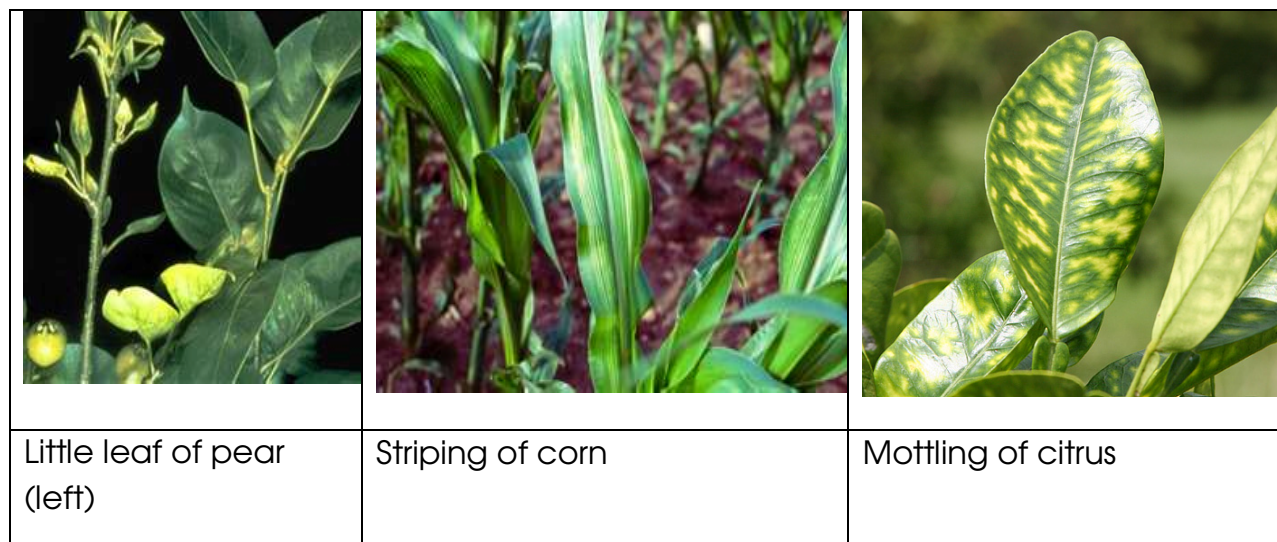 Little leaf of pear
(left)
Striping of corn
Mottling of citrus